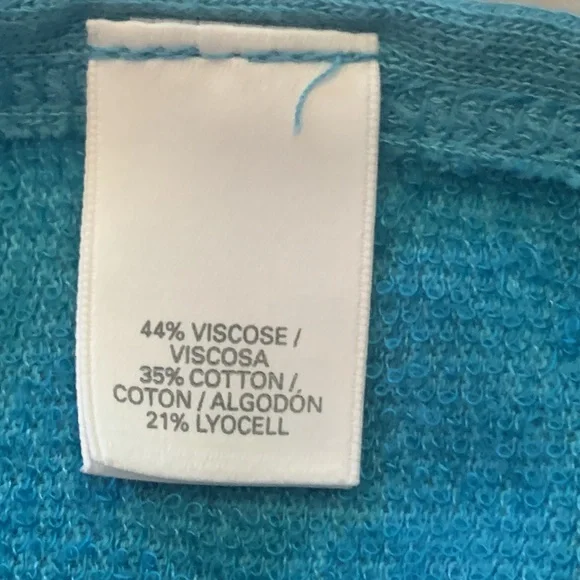 44% VISCOSE /
VISCOSA
35% COTTON /
COTON / ALGODÓN
21% LYOCELL